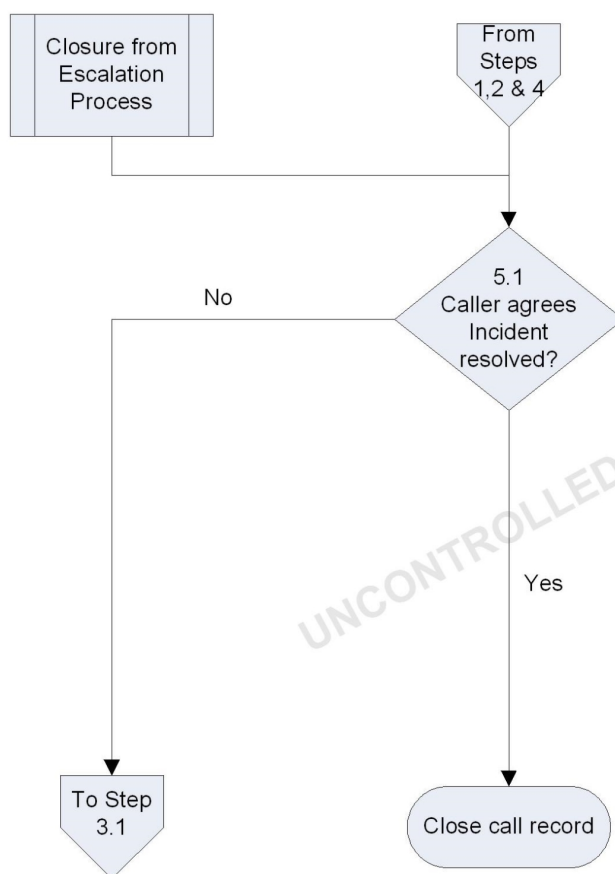 Closure from
Escalation
Process
From
Steps
1,2 & 4
5.1
Caller agrees
Incident
resolved?
No
UNCONTROLLED
Yes
To Step
3.1
Close call record